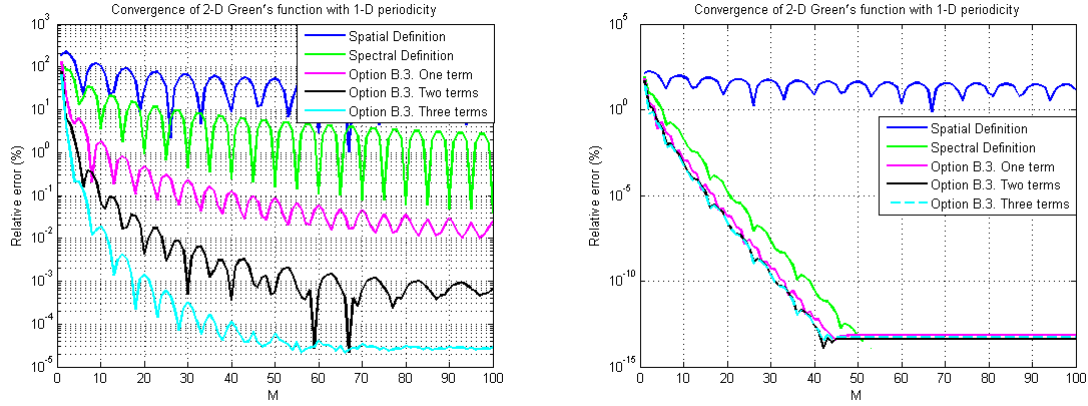 Convergence of 2-D Green's function with 1-D periodicity
10^3
10^2
10^1
10^0
10^-1
10^-2
10^-3
10^-4
10^-5
Relative error (%)
Spatial Definition
Spectral Definition
Option B.3. One term
Option B.3. Two terms
Option B.3. Three terms
0 10 20 30 40 50 60 70 80 90 100
M
Convergence of 2-D Green's function with 1-D periodicity
10^5
10^0
10^-5
10^-10
10^-15
Relative error (%)
Spatial Definition
Spectral Definition
Option B.3. One term
Option B.3. Two terms
Option B.3. Three terms
0 10 20 30 40 50 60 70 80 90 100
M